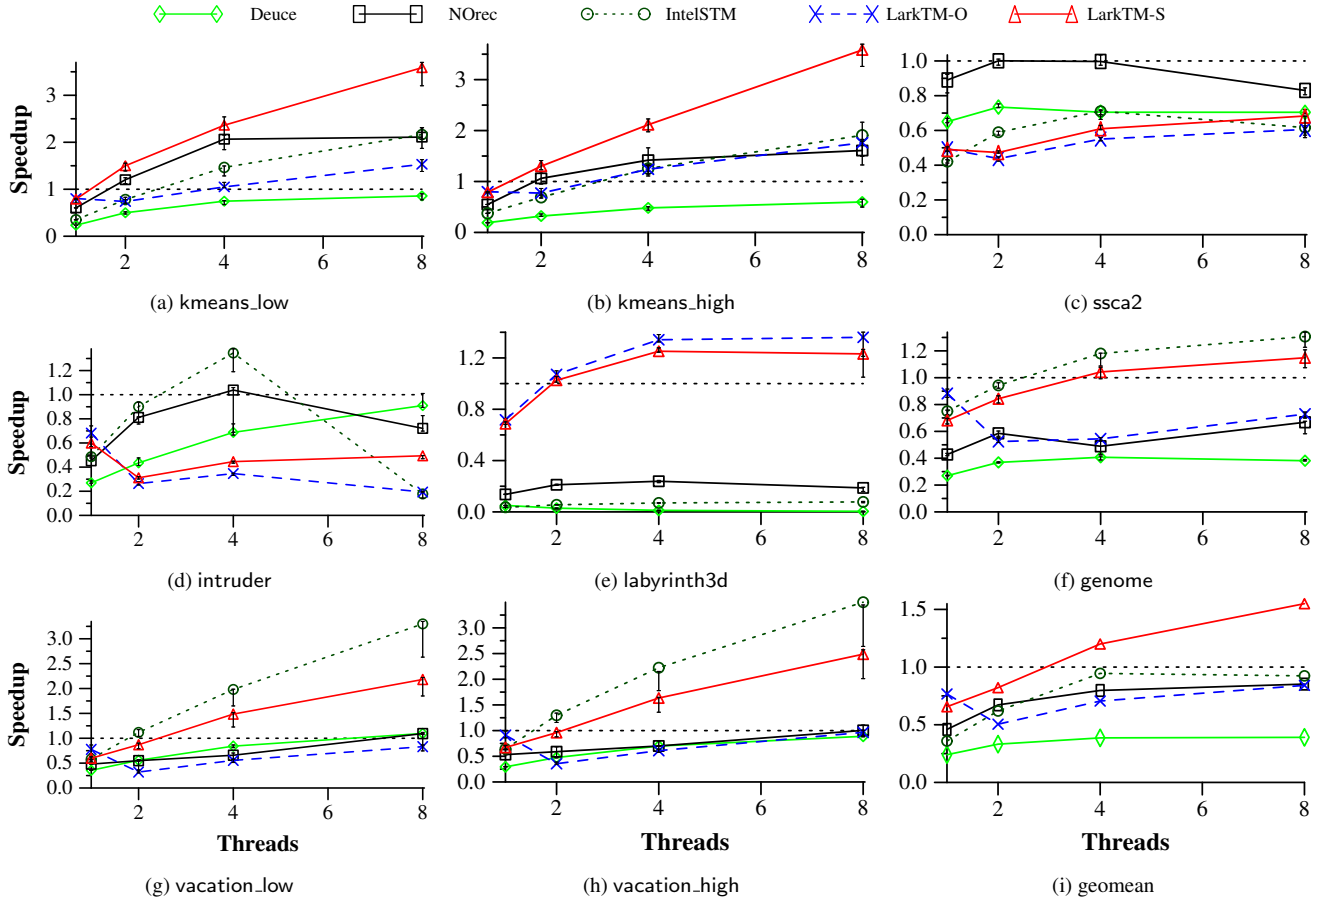 Deuce NOrec IntelSTM LarkTM-O LarkTM-S
Speedup
3
2
1
0
2 4 6 8
(a) kmeans_low
3
2
1
0
2 4 6 8
(b) kmeans_high
1.0
0.8
0.6
0.4
0.2
0.0
2 4 6 8
(c) ssca2
Speedup
1.2
1.0
0.8
0.6
0.4
0.2
0.0
2 4 6 8
(d) intruder
1.2
0.8
0.4
0.0
2 4 6 8
(e) labyrinth3d
1.2
1.0
0.8
0.6
0.4
0.2
0.0
2 4 6 8
(f) genome
Speedup
3.0
2.5
2.0
1.5
1.0
0.5
0.0
2 4 6 8
Threads
(g) vacation_low
3.0
2.5
2.0
1.5
1.0
0.5
0.0
2 4 6 8
Threads
(h) vacation_high
1.5
1.0
0.5
0.0
2 4 6 8
Threads
(i) geomean